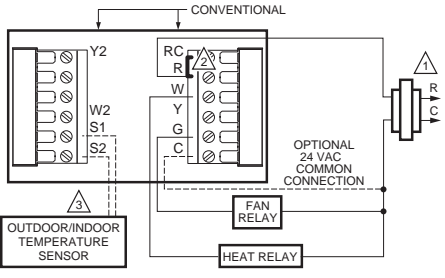 CONVENTIONAL
Y2
W2
S1
S2
RC
R
W
Y
G
C
2
1
R
C
OPTIONAL
24 VAC
COMMON
CONNECTION
3
OUTDOOR/INDOOR
TEMPERATURE
SENSOR
FAN
RELAY
HEAT RELAY